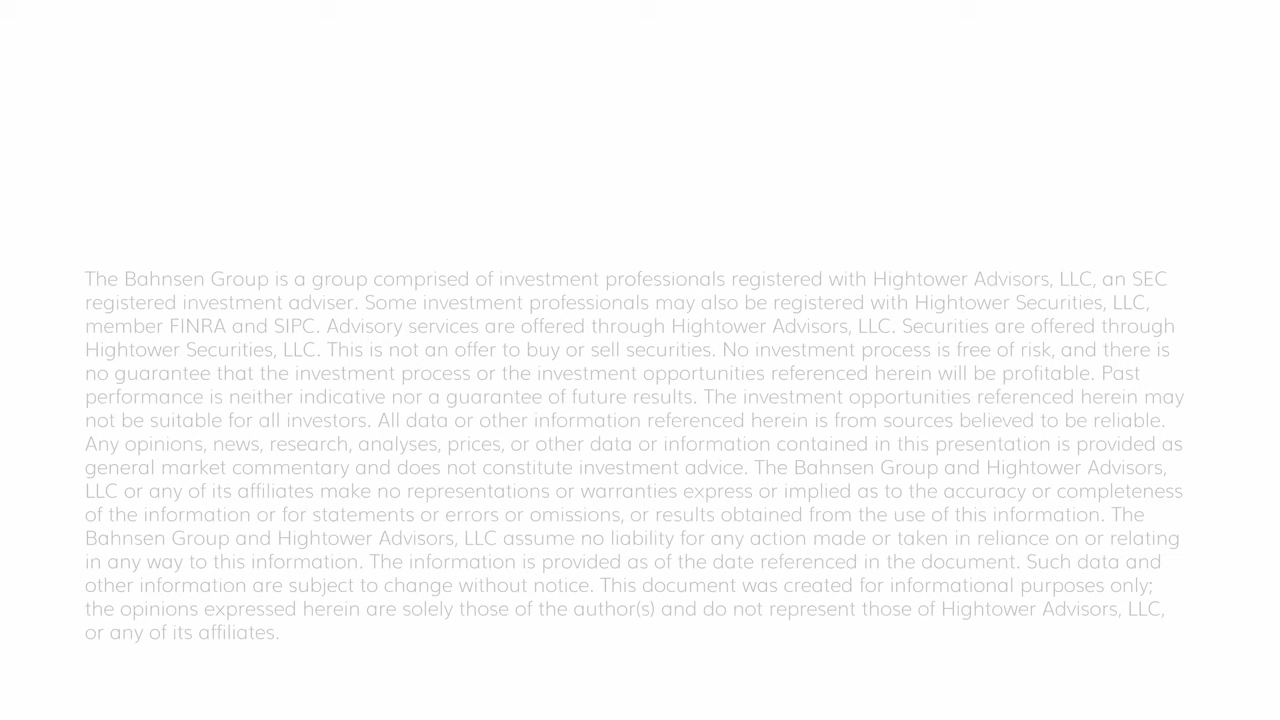 The Bahnsen Group is a group comprised of investment professionals registered with Hightower Advisors, LLC, an SEC
registered investment adviser. Some investment professionals may also be registered with Hightower Securities, LLC,
member FINRA and SIPC. Advisory services are offered through Hightower Advisors, LLC. Securities are offered through
Hightower Securities, LLC. This is not an offer to buy or sell securities. No investment process is free of risk, and there is
no guarantee that the investment process or the investment opportunities referenced herein will be profitable. Past
performance is neither indicative nor a guarantee of future results. The investment opportunities referenced herein may
not be suitable for all investors. All data or other information referenced herein is from sources believed to be reliable.
Any opinions, news, research, analyses, prices, or other data or information contained in this presentation is provided as
general market commentary and does not constitute investment advice. The Bahnsen Group and Hightower Advisors,
LLC or any of its affiliates make no representations or warranties express or implied as to the accuracy or completeness
of the information or for statements or errors or omissions, or results obtained from the use of this information. The
Bahnsen Group and Hightower Advisors, LLC assume no liability for any action made or taken in reliance on or relating
in any way to this information. The information is provided as of the date referenced in the document. Such data and
other information are subject to change without notice. This document was created for informational purposes only;
the opinions expressed herein are solely those of the author(s) and do not represent those of Hightower Advisors, LLC,
or any of its affiliates.